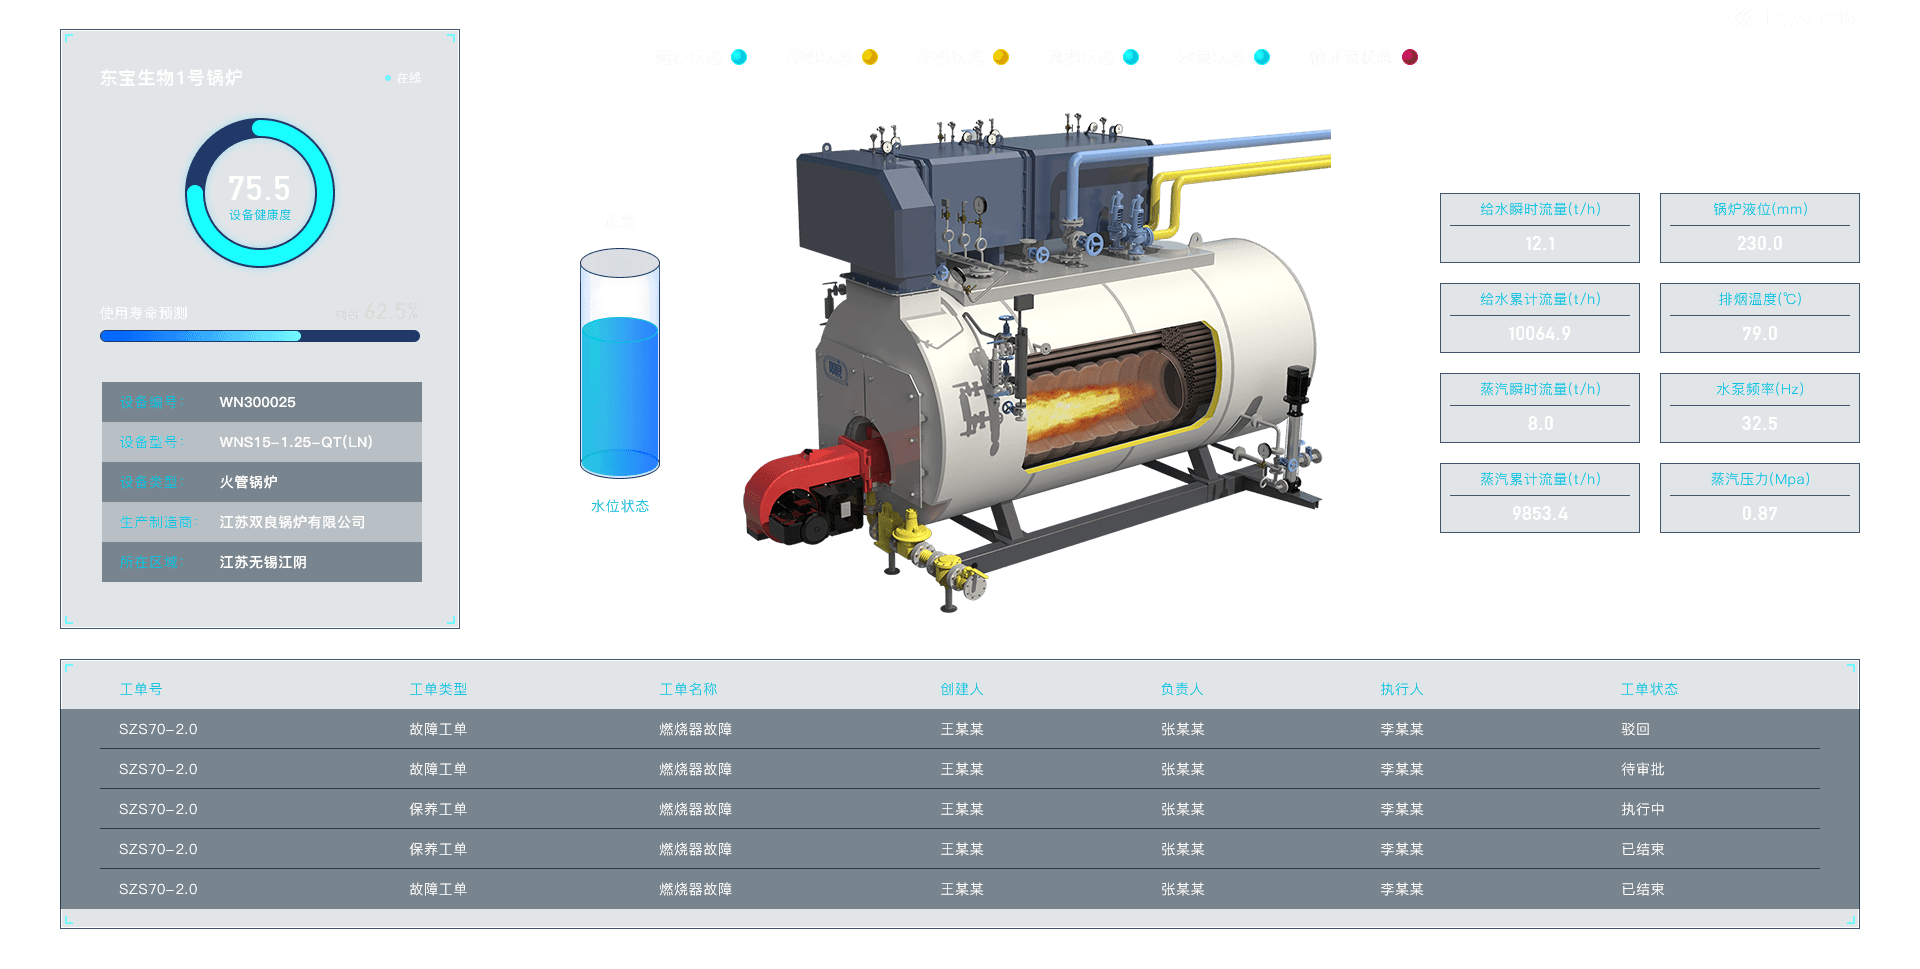 东宝生物1号锅炉
在线
75.5
设备健康度
使用寿命预测
剩余 62.5%
设备编号: WN300025
设备型号: WNS15-1.25-QT(LN)
设备类型: 火管锅炉
生产制造商: 江苏双良锅炉有限公司
所在区域: 江苏无锡江阴
正常
水位状态
给水瞬时流量(t/h)
12.1
锅炉液位(mm)
230.0
给水累计流量(t/h)
10064.9
排烟温度(℃)
79.0
蒸汽瞬时流量(t/h)
8.0
水泵频率(Hz)
32.5
蒸汽累计流量(t/h)
9853.4
蒸汽压力(Mpa)
0.87
工单号 工单类型 工单名称 创建人 负责人 执行人 工单状态
SZS70-2.0 故障工单 燃烧器故障 王某某 张某某 李某某 驳回
SZS70-2.0 故障工单 燃烧器故障 王某某 张某某 李某某 待审批
SZS70-2.0 保养工单 燃烧器故障 王某某 张某某 李某某 执行中
SZS70-2.0 保养工单 燃烧器故障 王某某 张某某 李某某 已结束
SZS70-2.0 故障工单 燃烧器故障 王某某 张某某 李某某 已结束